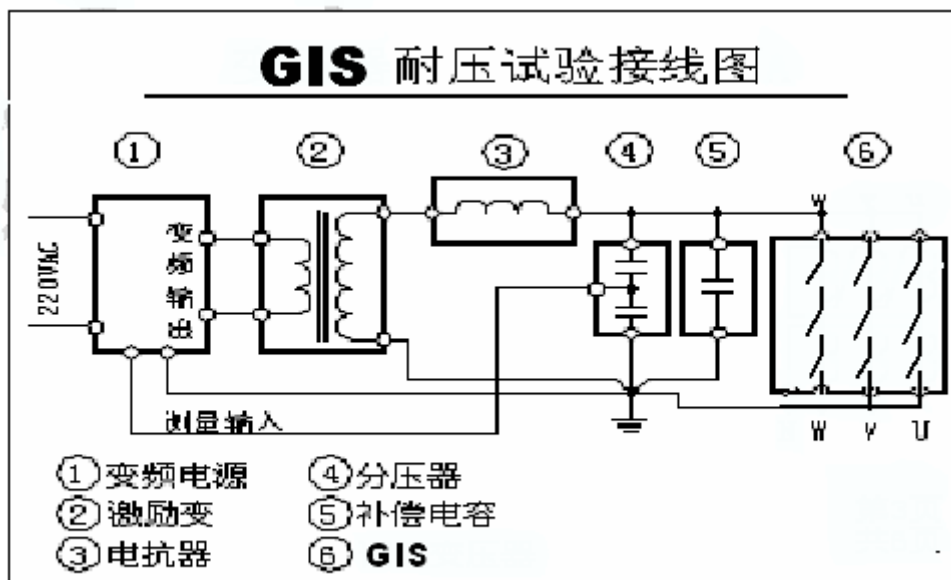 GIS 耐压试验接线图
① ② ③ ④ ⑤ ⑥
220VAC
变频输出
W
测量输入
W V U
① 变频电源 ④ 分压器
② 激励变 ⑤ 补偿电容
③ 电抗器 ⑥ GIS